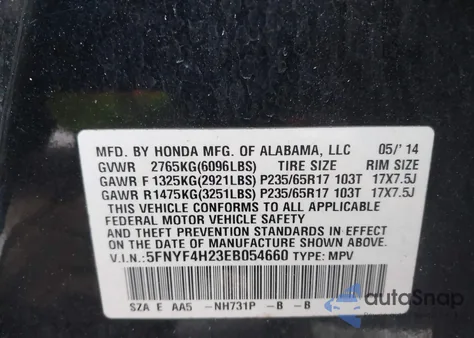 MFD. BY HONDA MFG. OF ALABAMA, LLC 05/'14
GVWR 2765KG(6096LBS) TIRE SIZE RIM SIZE
GAWR F1325KG(2921LBS) P235/65R17 103T 17X7.5J
GAWR R1475KG(3251LBS) P235/65R17 103T 17X7.5J
THIS VEHICLE CONFORMS TO ALL APPLICABLE
FEDERAL MOTOR VEHICLE SAFETY
AND THEFT PREVENTION STANDARDS IN EFFECT
ON THE DATE OF MANUFACTURE SHOWN ABOVE.
V.I.N.: 5FNYF4H23EB054660 TYPE: MPV
SZA E AA5 -NH731P -B -B
autoSnap